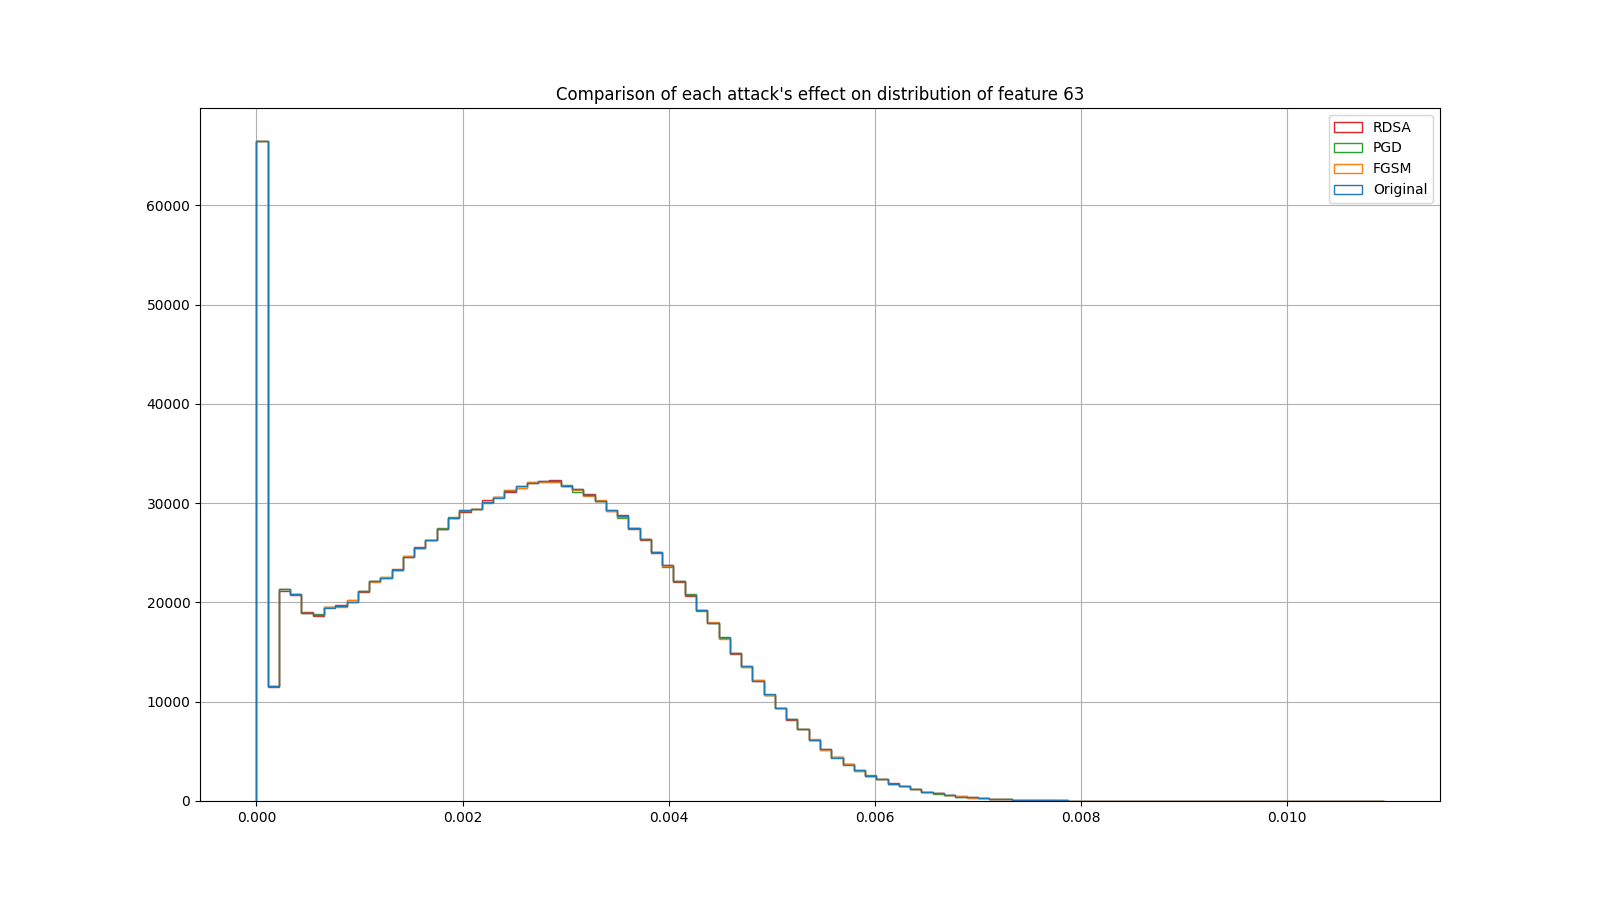 Comparison of each attack's effect on distribution of feature 63
RDSA
PGD
FGSM
Original
60000
50000
40000
30000
20000
10000
0
0.000 0.002 0.004 0.006 0.008 0.010